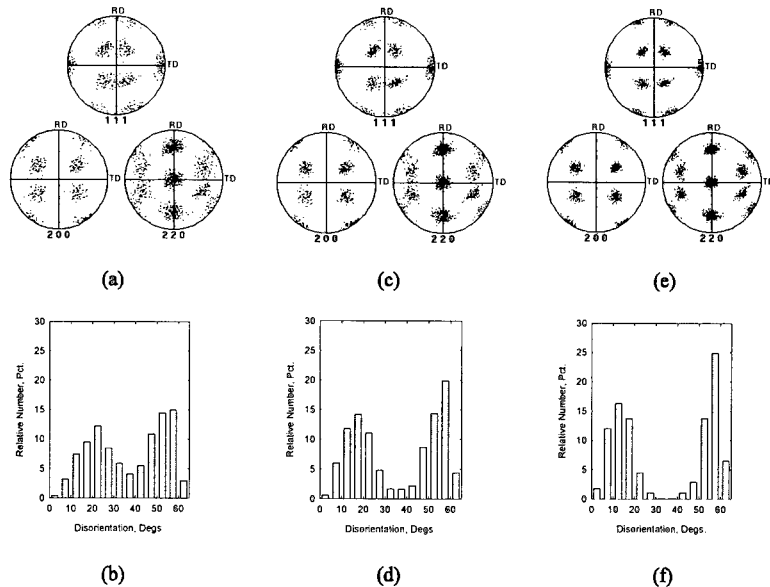 RD
TD
111
RD
200
RD
TD
220
(a)
RD
TD
111
RD
200
RD
TD
220
(c)
RD
TD
111
RD
200
RD
220
(e)
30
25
20
15
10
5
0
Relative Number, Pct.
0 10 20 30 40 50 60
Disorientation, Degs
(b)
30
25
20
15
10
5
0
Relative Number, Pct.
0 10 20 30 40 50 60
Disorientation, Degs
(d)
30
25
20
15
10
5
0
Relative Number, Pct.
0 10 20 30 40 50 60
Disorientation, Degs.
(f)